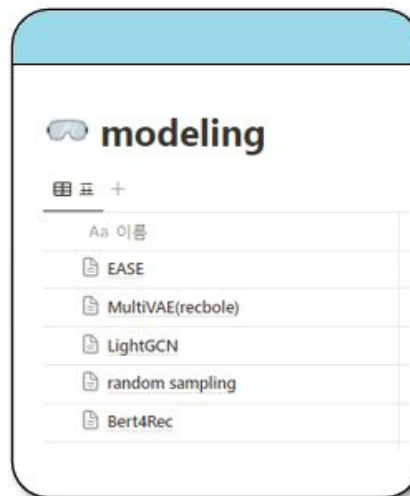 modeling
표 +
Aa 이름
EASE
MultiVAE(recbole)
LightGCN
random sampling
Bert4Rec